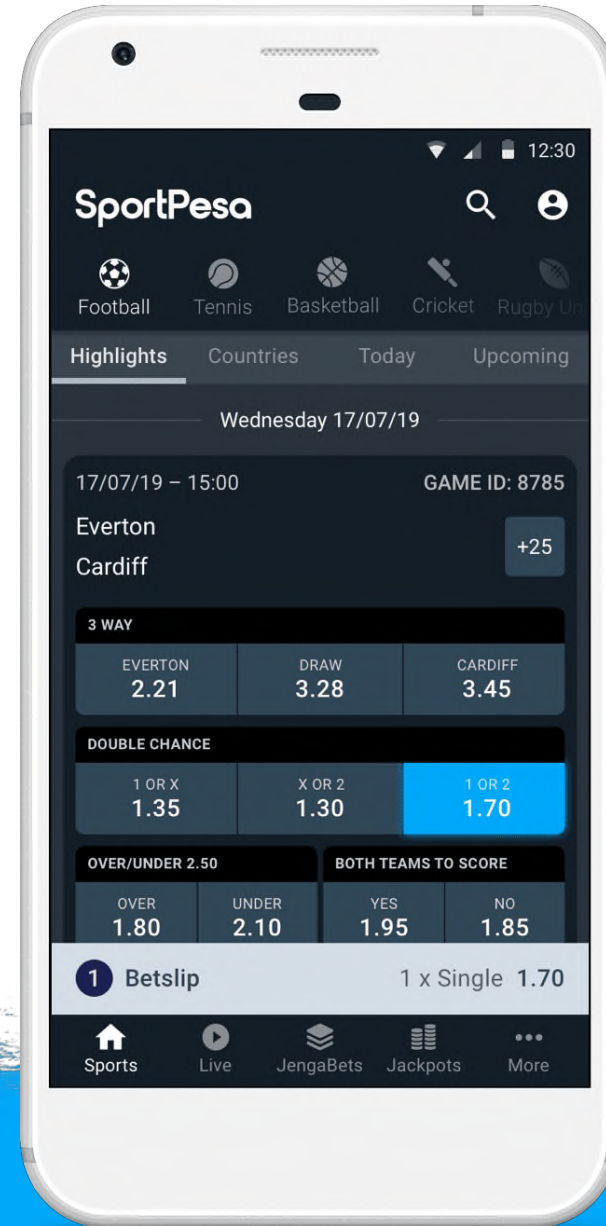 12:30
SportPesa
Football Tennis Basketball Cricket Rugby Un
Highlights Countries Today Upcoming
Wednesday 17/07/19
17/07/19 – 15:00 GAME ID: 8785
Everton
+25
Cardiff
3 WAY
EVERTON DRAW CARDIFF
2.21 3.28 3.45
DOUBLE CHANCE
1 OR X X OR 2 1 OR 2
1.35 1.30 1.70
OVER/UNDER 2.50 BOTH TEAMS TO SCORE
OVER UNDER YES NO
1.80 2.10 1.95 1.85
1 Betslip 1 x Single 1.70
Sports Live JengaBets Jackpots More